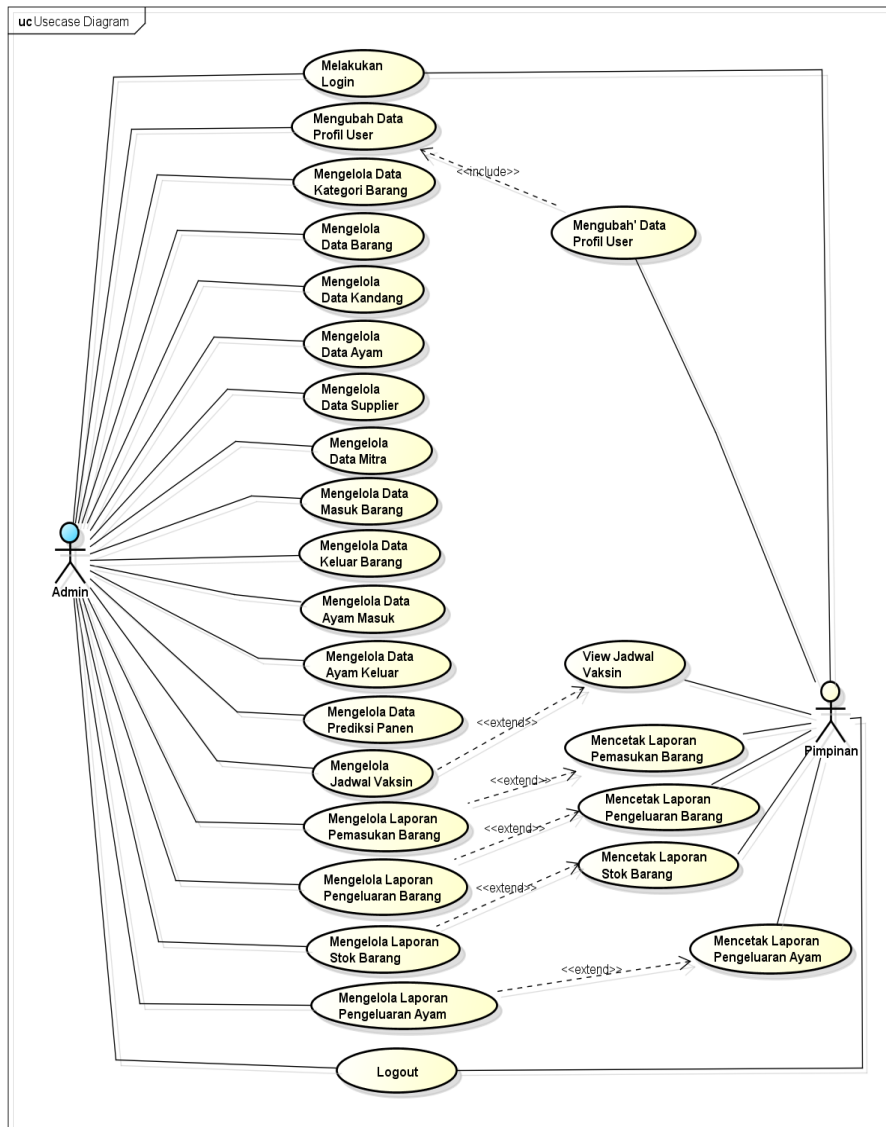 uc Usecase Diagram
Melakukan
Login
Mengubah Data
Profil User
<<include>>
Mengelola Data
Kategori Barang
Mengubah' Data
Profil User
Mengelola
Data Barang
Mengelola
Data Kandang
Mengelola
Data Ayam
Mengelola
Data Supplier
Mengelola
Data Mitra
Mengelola Data
Masuk Barang
Mengelola Data
Keluar Barang
Admin
Mengelola Data
Ayam Masuk
Mengelola Data
Ayam Keluar
View Jadwal
Vaksin
Mengelola Data
Prediksi Panen
<<extend>>
Mencetak Laporan
Pemasukan Barang
Pimpinan
Mengelola
Jadwal Vaksin
<<extend>>
Mencetak Laporan
Pengeluaran Barang
Mengelola Laporan
Pemasukan Barang
<<extend>>
Mencetak Laporan
Stok Barang
Mengelola Laporan
Pengeluaran Barang
<<extend>>
Mengelola Laporan
Stok Barang
Mencetak Laporan
Pengeluaran Ayam
<<extend>>
Mengelola Laporan
Pengeluaran Ayam
Logout